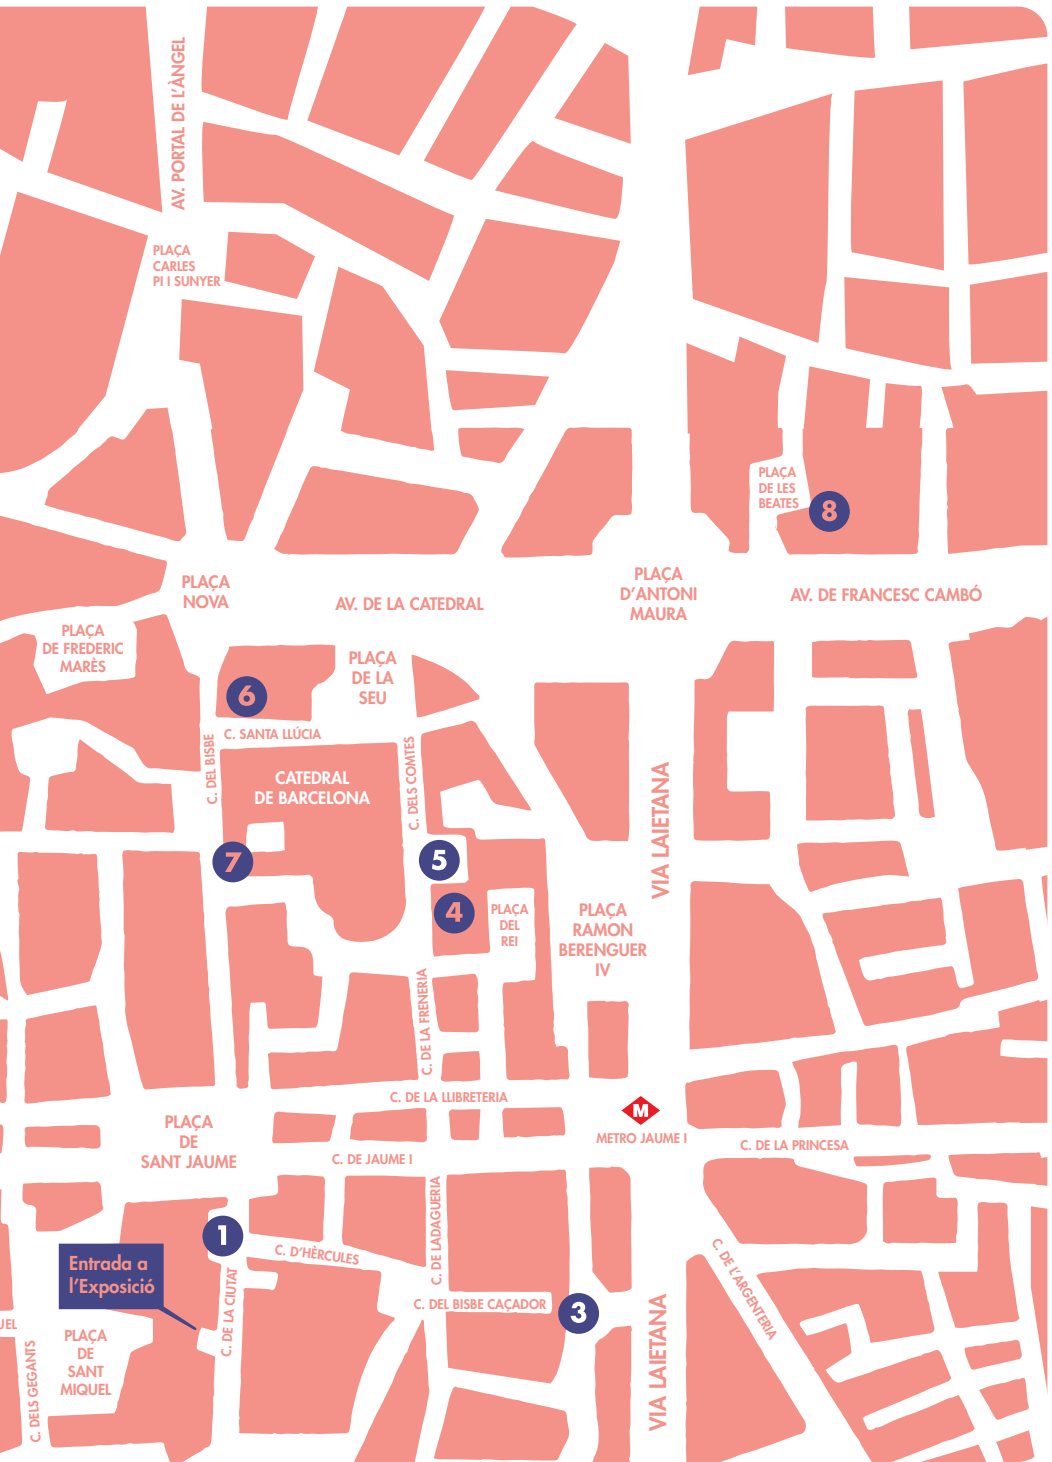 AV. PORTAL DE L'ÀNGEL
PLAÇA
CARLES
PI I SUNYER
PLAÇA
DE LES
BEATES
8
PLAÇA
NOVA
AV. DE LA CATEDRAL
PLAÇA
D'ANTONI
MAURA
AV. DE FRANCESC CAMBÓ
PLAÇA
DE FREDERIC
MARÈS
PLAÇA
DE LA
SEU
6
C. SANTA LLÚCIA
C. DEL BISBE
CATEDRAL
DE BARCELONA
C. DELS COMTES
VIA LAIETANA
7
5
4
PLAÇA
DEL
REI
PLAÇA
RAMON
BERENGUER
IV
C. DE LA FRENERIA
C. DE LA LLIBRETERIA
M
METRO JAUME I
C. DE LA PRINCESA
PLAÇA
DE
SANT JAUME
C. DE JAUME I
1
C. D'HÈRCULES
C. DE LADAGUERIA
C. DE L'ARGENTERIA
Entrada a
l'Exposició
C. DE LA CIUTAT
C. DEL BISBE CAÇADOR
3
VIA LAIETANA
UEL
PLAÇA
DE
SANT
MIQUEL
C. DELS GEGANTS